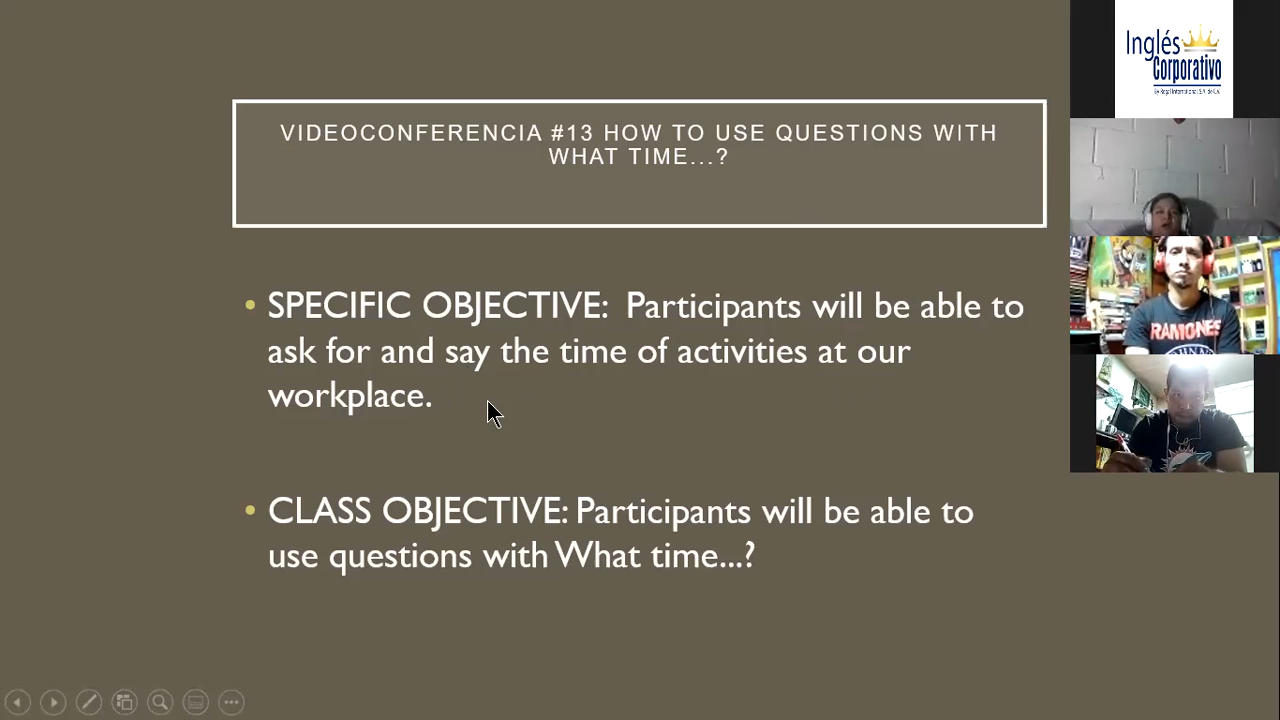 VIDEOCONFERENCIA #13 HOW TO USE QUESTIONS WITH
WHAT TIME...?
• SPECIFIC OBJECTIVE: Participants will be able to
ask for and say the time of activities at our
workplace.
• CLASS OBJECTIVE: Participants will be able to
use questions with What time...?
Inglés
Corporativo
RAMONES